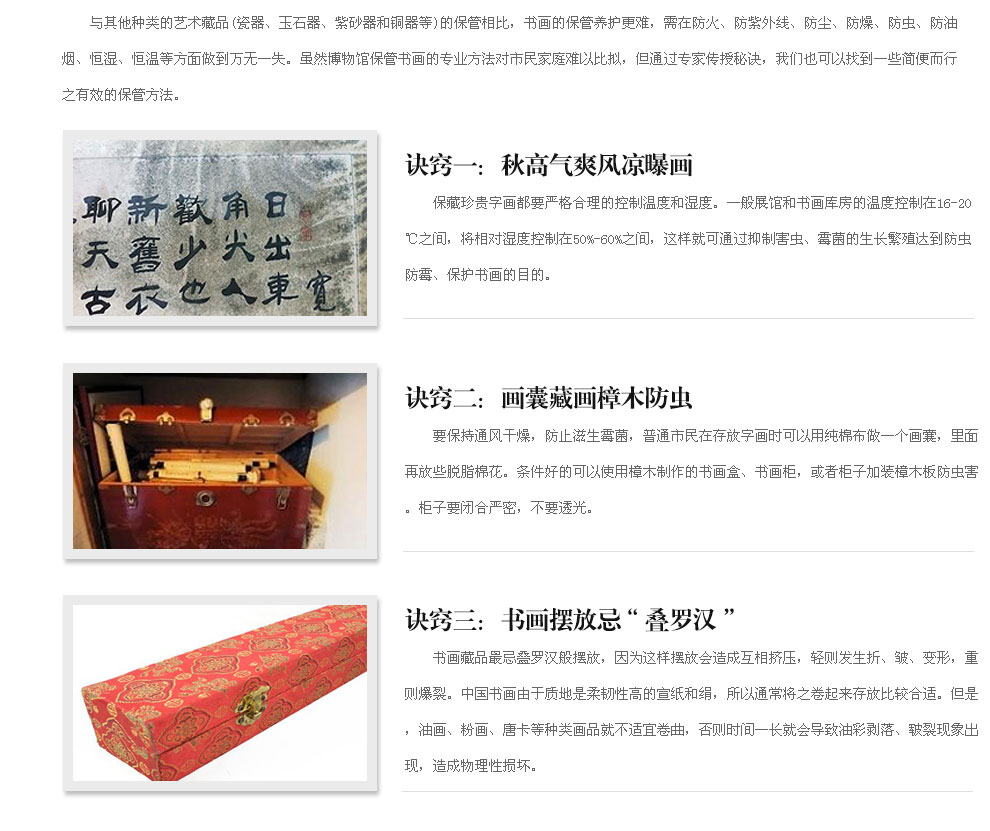 与其他种类的艺术藏品(瓷器、玉石器、紫砂器和铜器等)的保管相比，书画的保管养护更难，需在防火、防紫外线、防尘、防燥、防虫、防油
烟、恒湿、恒温等方面做到万无一失。虽然博物馆保管书画的专业方法对市民家庭难以比拟，但通过专家传授秘诀，我们也可以找到一些简便而行
之有效的保管方法。
日出東
角犬人
歡少也
新舊衣
聊天古
寬
诀窍一：秋高气爽风凉曝画
保藏珍贵字画都要严格合理的控制温度和湿度。一般展馆和书画库房的温度控制在16-20
℃之间，将相对湿度控制在50%-60%之间，这样就可通过抑制害虫、霉菌的生长繁殖达到防虫
防霉、保护书画的目的。
诀窍二：画囊藏画樟木防虫
要保持通风干燥，防止滋生霉菌，普通市民在存放字画时可以用纯棉布做一个画囊，里面
再放些脱脂棉花。条件好的可以使用樟木制作的书画盒、书画柜，或者柜子加装樟木板防虫害
。柜子要闭合严密，不要透光。
诀窍三：书画摆放忌“叠罗汉”
书画藏品最忌叠罗汉般摆放，因为这样摆放会造成互相挤压，轻则发生折、皱、变形，重
则爆裂。中国书画由于质地是柔韧性高的宣纸和绢，所以通常将之卷起来存放比较合适。但是
，油画、粉画、唐卡等种类画品就不适宜卷曲，否则时间一长就会导致油彩剥落、皲裂现象出
现，造成物理性损坏。